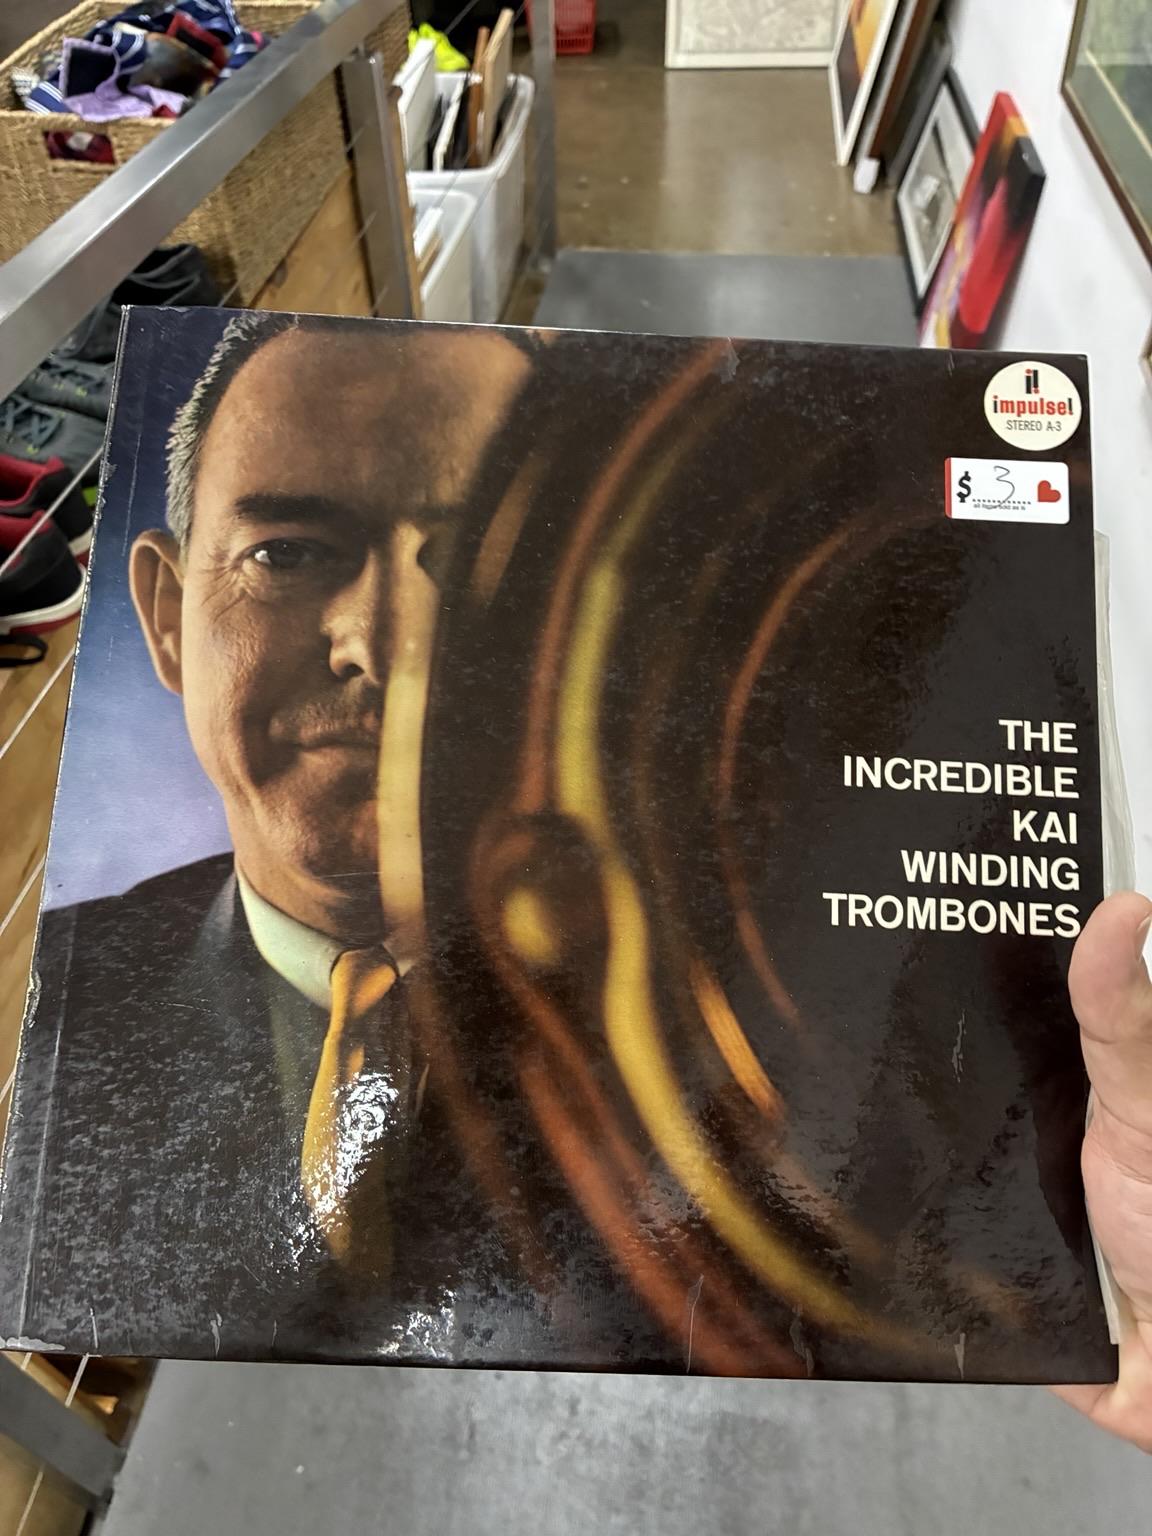 i!
impulse!
STEREO A-3
$ 3
all items sold as is
THE
INCREDIBLE
KAI
WINDING
TROMBONES